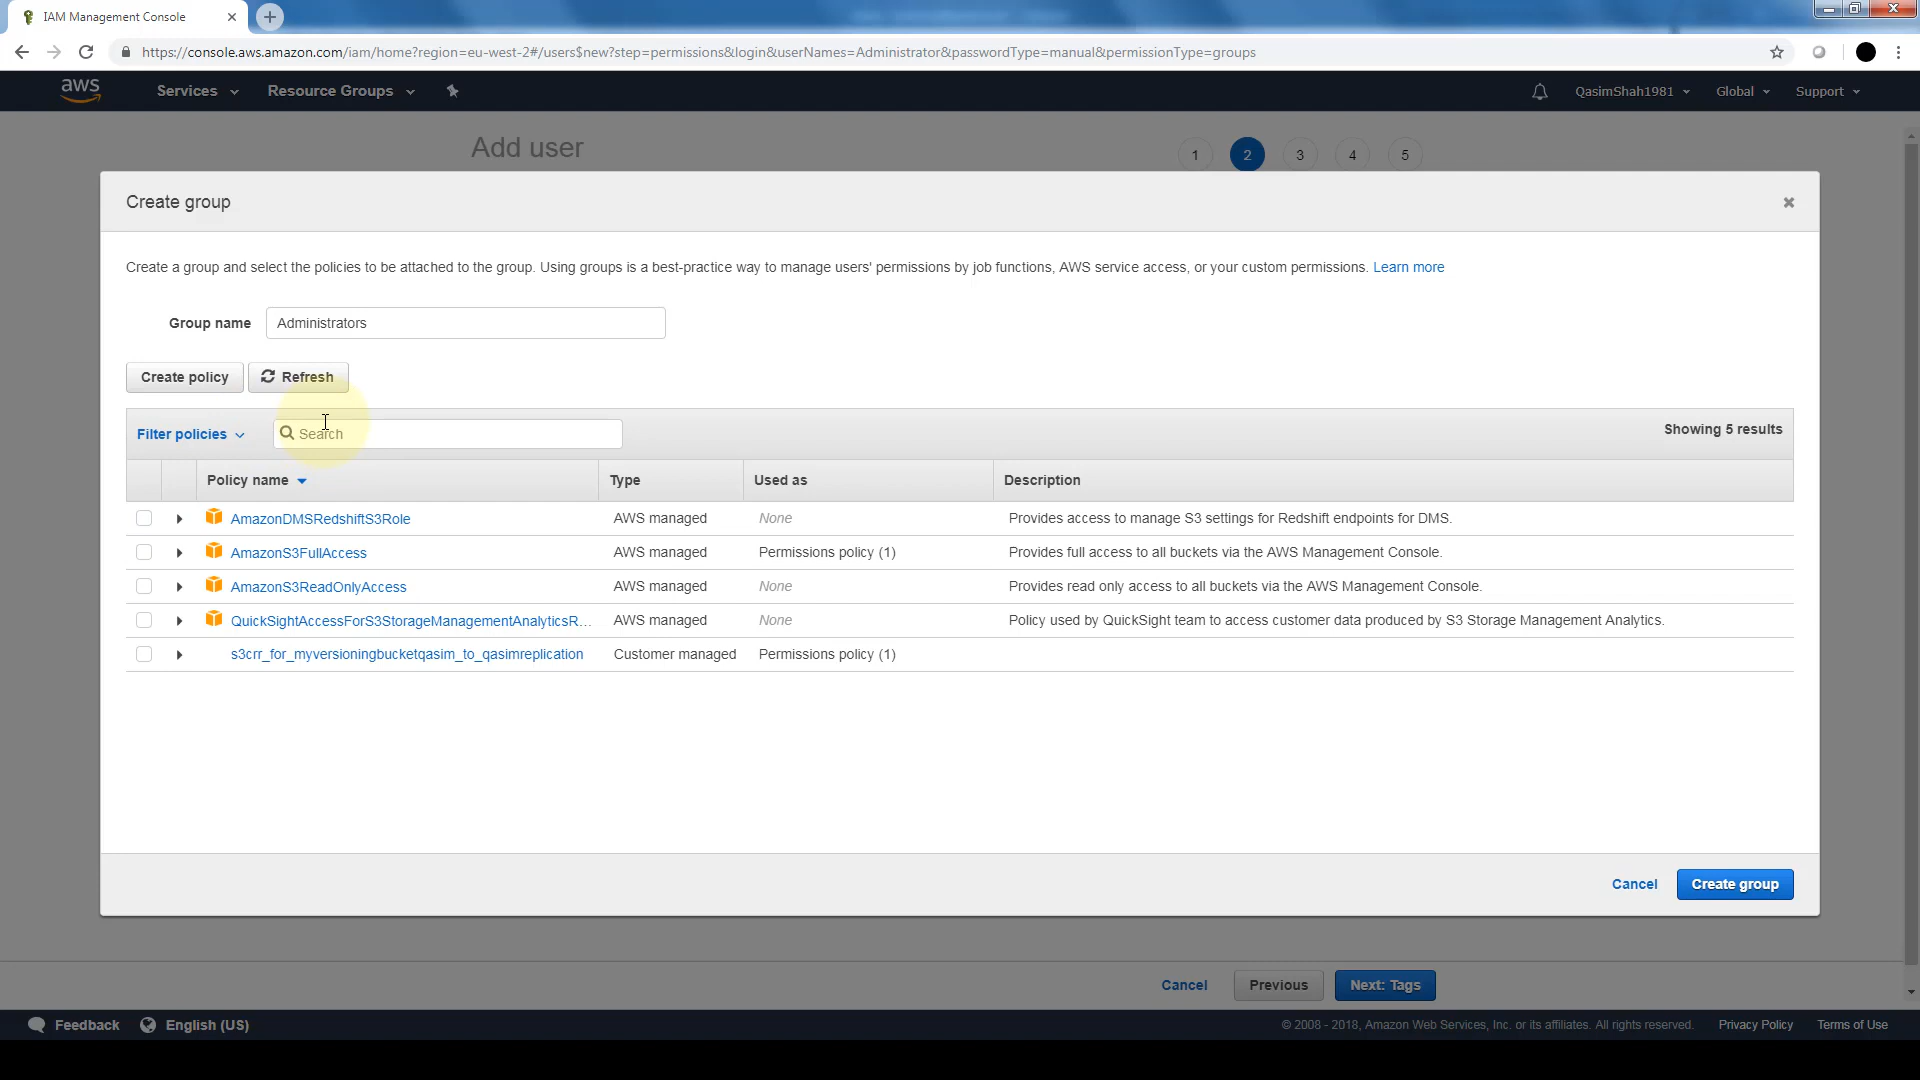 IAM Management Console
https://console.aws.amazon.com/iam/home?region=eu-west-2#/users$new?step=permissions&login&userNames=Administrator&passwordType=manual&permissionType=groups
aws Services Resource Groups QasimShah1981 Global Support
Add user 1 2 3 4 5
Create group
Create a group and select the policies to be attached to the group. Using groups is a best-practice way to manage users' permissions by job functions, AWS service access, or your custom permissions. Learn more
Group name Administrators
Create policy Refresh
Filter policies Search Showing 5 results
Policy name Type Used as Description
AmazonDMSRedshiftS3Role AWS managed None Provides access to manage S3 settings for Redshift endpoints for DMS.
AmazonS3FullAccess AWS managed Permissions policy (1) Provides full access to all buckets via the AWS Management Console.
AmazonS3ReadOnlyAccess AWS managed None Provides read only access to all buckets via the AWS Management Console.
QuickSightAccessForS3StorageManagementAnalyticsR... AWS managed None Policy used by QuickSight team to access customer data produced by S3 Storage Management Analytics.
s3crr_for_myversioningbucketqasim_to_qasimreplication Customer managed Permissions policy (1)
Cancel Create group
Cancel Previous Next: Tags
Feedback English (US) © 2008 - 2018, Amazon Web Services, Inc. or its affiliates. All rights reserved. Privacy Policy Terms of Use